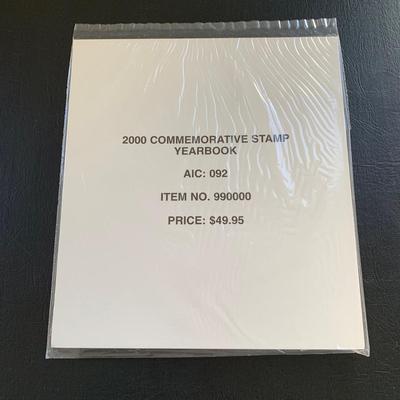 2000 COMMEMORATIVE STAMP
YEARBOOK
AIC: 092
ITEM NO. 990000
PRICE: $49.95